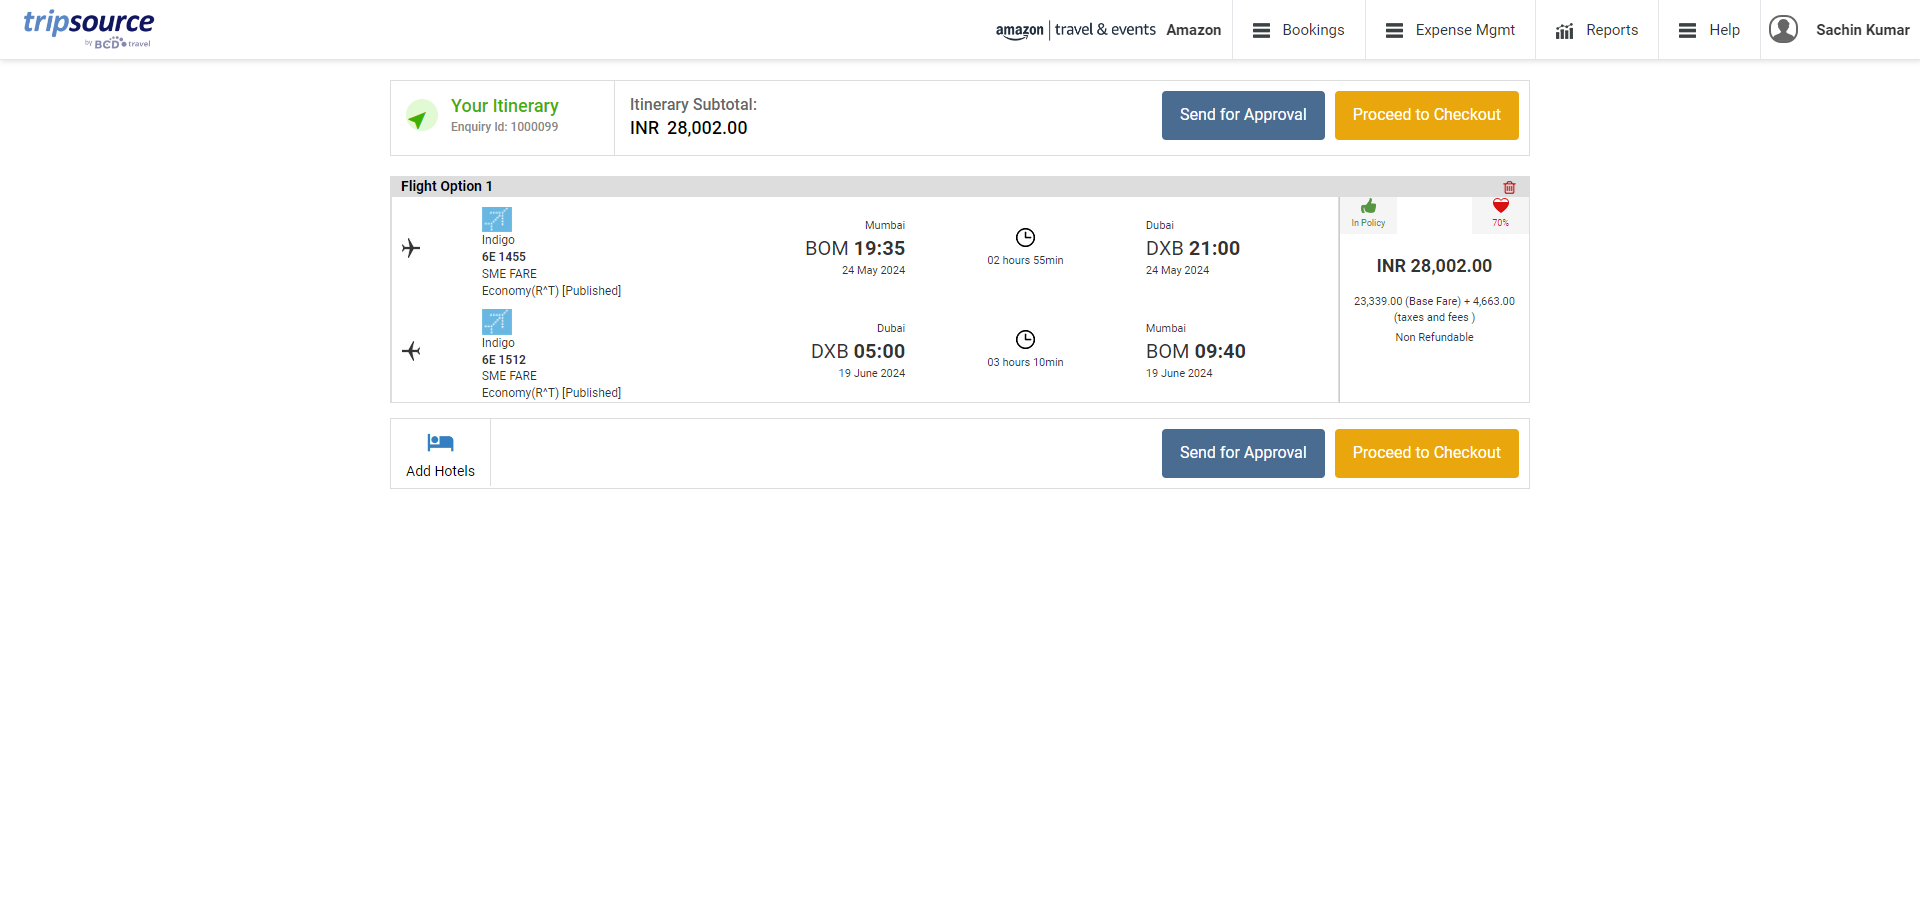 tripsource
by BCD travel
amazon | travel & events Amazon
Bookings
Expense Mgmt
Reports
Help
Sachin Kumar
Your Itinerary
Enquiry Id: 1000099
Itinerary Subtotal:
INR 28,002.00
Send for Approval
Proceed to Checkout
Flight Option 1
Indigo
6E 1455
SME FARE
Economy(R^T) [Published]
Mumbai
BOM 19:35
24 May 2024
02 hours 55min
Dubai
DXB 21:00
24 May 2024
Indigo
6E 1512
SME FARE
Economy(R^T) [Published]
Dubai
DXB 05:00
19 June 2024
03 hours 10min
Mumbai
BOM 09:40
19 June 2024
In Policy
70%
INR 28,002.00
23,339.00 (Base Fare) + 4,663.00
(taxes and fees )
Non Refundable
Add Hotels
Send for Approval
Proceed to Checkout